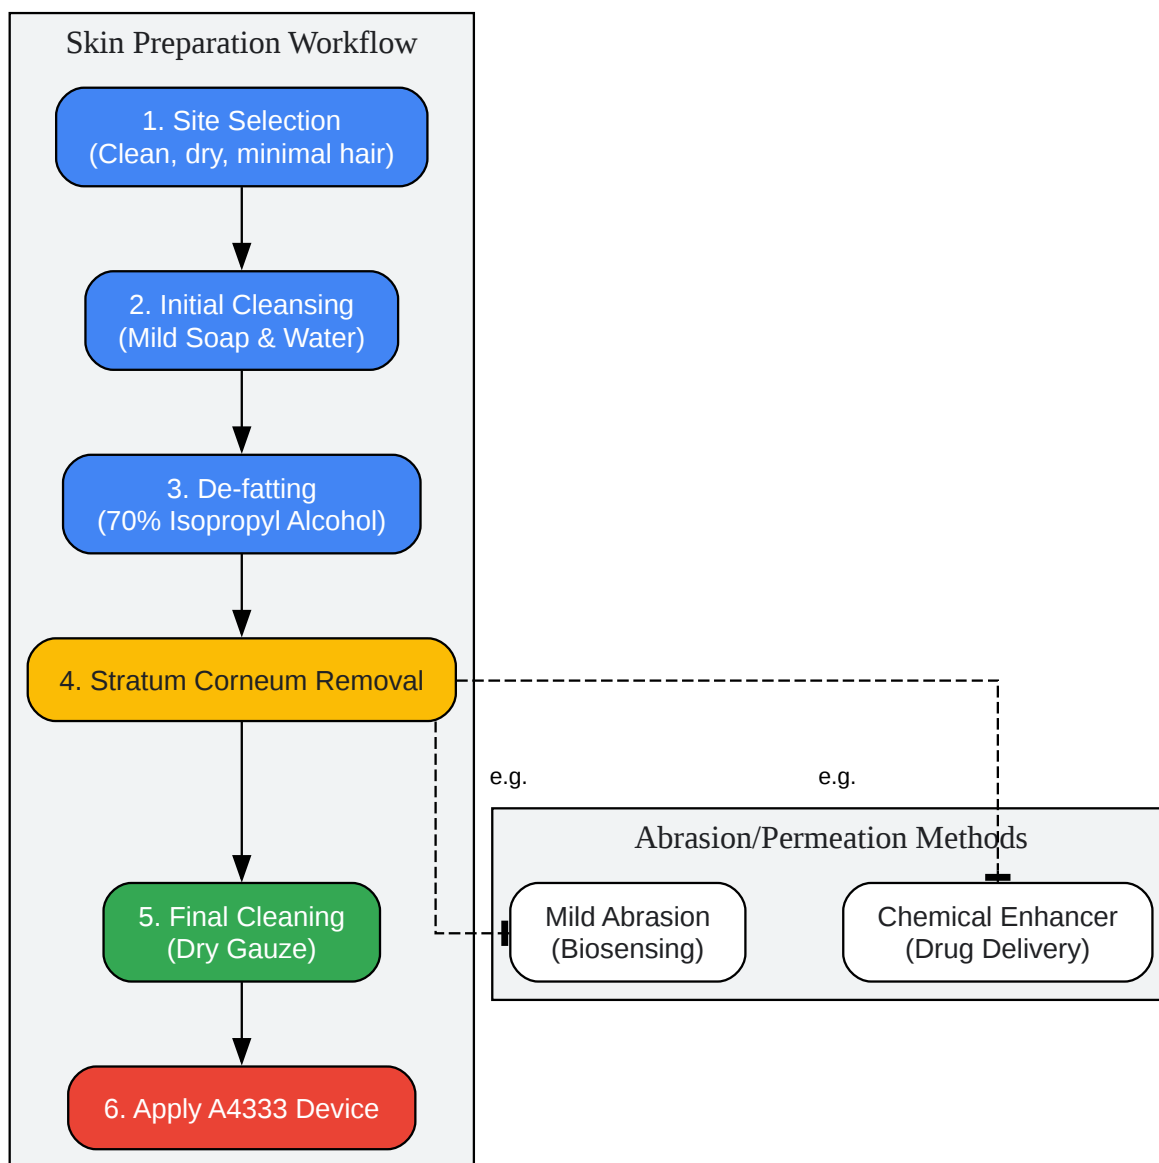 Skin Preparation Workflow
1. Site Selection
(Clean, dry, minimal hair)
2. Initial Cleansing
(Mild Soap & Water)
3. De-fatting
(70% Isopropyl Alcohol)
4. Stratum Corneum Removal
e.g.
e.g.
Abrasion/Permeation Methods
Mild Abrasion
(Biosensing)
Chemical Enhancer
(Drug Delivery)
5. Final Cleaning
(Dry Gauze)
6. Apply A4333 Device